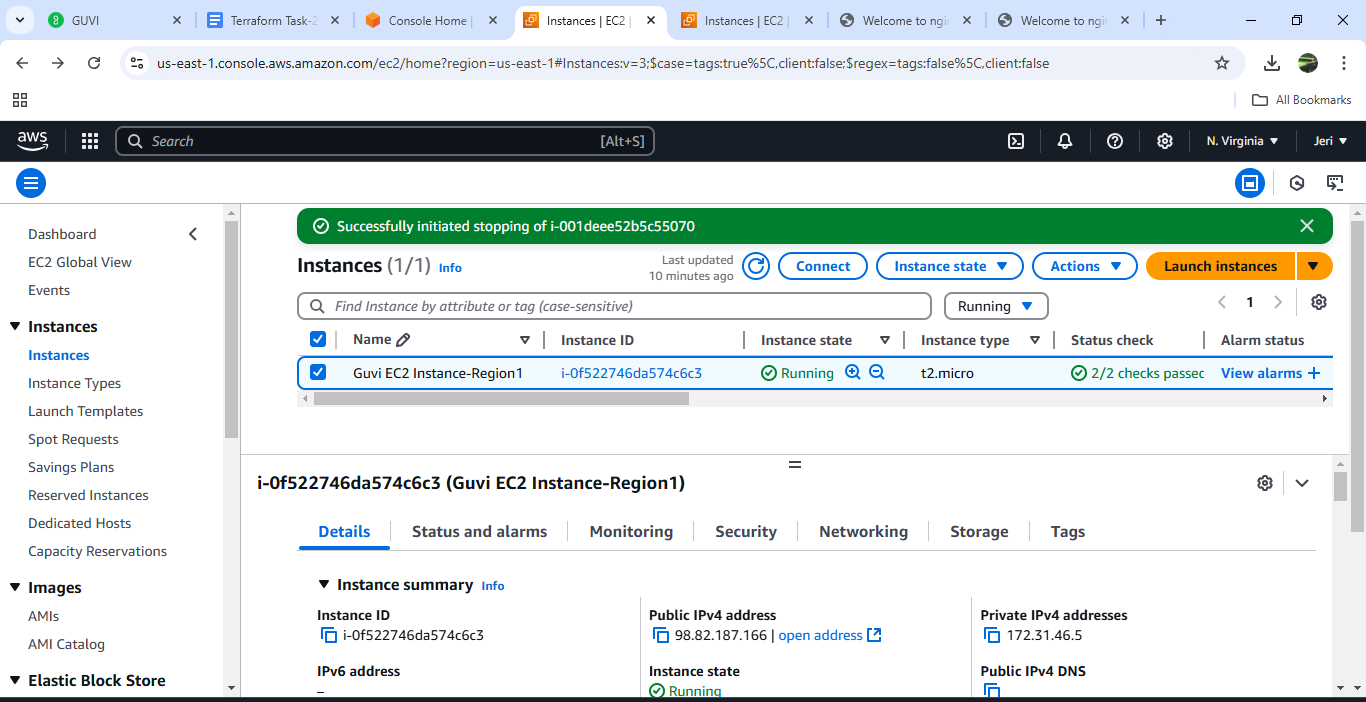 GUVI
Terraform Task-2
Console Home |
Instances | EC2 |
Instances | EC2 |
Welcome to ngi
Welcome to ngi
us-east-1.console.aws.amazon.com/ec2/home?region=us-east-1#Instances:v=3;$case=tags:true%5C,client:false;$regex=tags:false%5C,client:false
All Bookmarks
aws
Search
[Alt+S]
N. Virginia
Jeri
Dashboard
EC2 Global View
Events
Instances
Instances
Instance Types
Launch Templates
Spot Requests
Savings Plans
Reserved Instances
Dedicated Hosts
Capacity Reservations
Images
AMIs
AMI Catalog
Elastic Block Store
Successfully initiated stopping of i-001deee52b5c55070
Instances (1/1) Info
Last updated
10 minutes ago
Connect
Instance state
Actions
Launch instances
Find Instance by attribute or tag (case-sensitive)
Running
1
Name Instance ID Instance state Instance type Status check Alarm status
Guvi EC2 Instance-Region1 i-0f522746da574c6c3 Running t2.micro 2/2 checks passec View alarms
i-0f522746da574c6c3 (Guvi EC2 Instance-Region1)
Details Status and alarms Monitoring Security Networking Storage Tags
Instance summary Info
Instance ID
i-0f522746da574c6c3
IPv6 address
–
Public IPv4 address
98.82.187.166 | open address
Instance state
Running
Private IPv4 addresses
172.31.46.5
Public IPv4 DNS